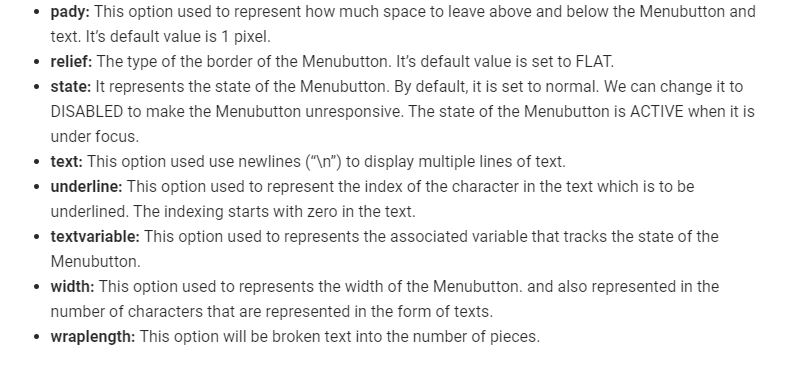 • pady: This option used to represent how much space to leave above and below the Menubutton and
text. It’s default value is 1 pixel.
• relief: The type of the border of the Menubutton. It’s default value is set to FLAT.
• state: It represents the state of the Menubutton. By default, it is set to normal. We can change it to
DISABLED to make the Menubutton unresponsive. The state of the Menubutton is ACTIVE when it is
under focus.
• text: This option used use newlines (“\n”) to display multiple lines of text.
• underline: This option used to represent the index of the character in the text which is to be
underlined. The indexing starts with zero in the text.
• textvariable: This option used to represents the associated variable that tracks the state of the
Menubutton.
• width: This option used to represents the width of the Menubutton. and also represented in the
number of characters that are represented in the form of texts.
• wraplength: This option will be broken text into the number of pieces.